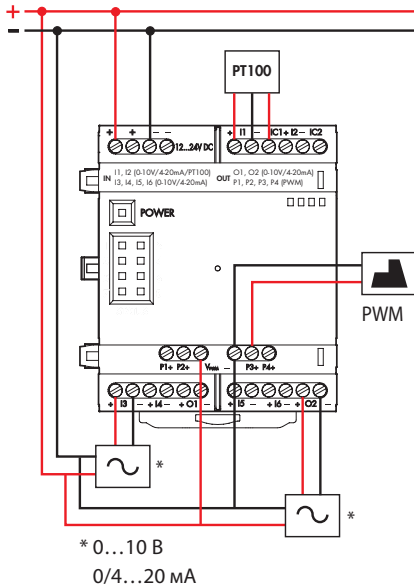 +
−
PT100
+ + − − 12...24V DC + I1 − IC1 + I2 − IC2
IN I1, I2 (0-10V/4-20mA/PT100) OUT O1, O2 (0-10V/4-20mA)
I3, I4, I5, I6 (0-10V/4-20mA) P1, P2, P3, P4 (PWM)
POWER
PWM
P1+ P2+ VPWM − P3+ P4+
+ I3 − + I4 − + O1 − + I5 − + I6 − + O2 −
*
*
* 0...10 В
0/4...20 мА